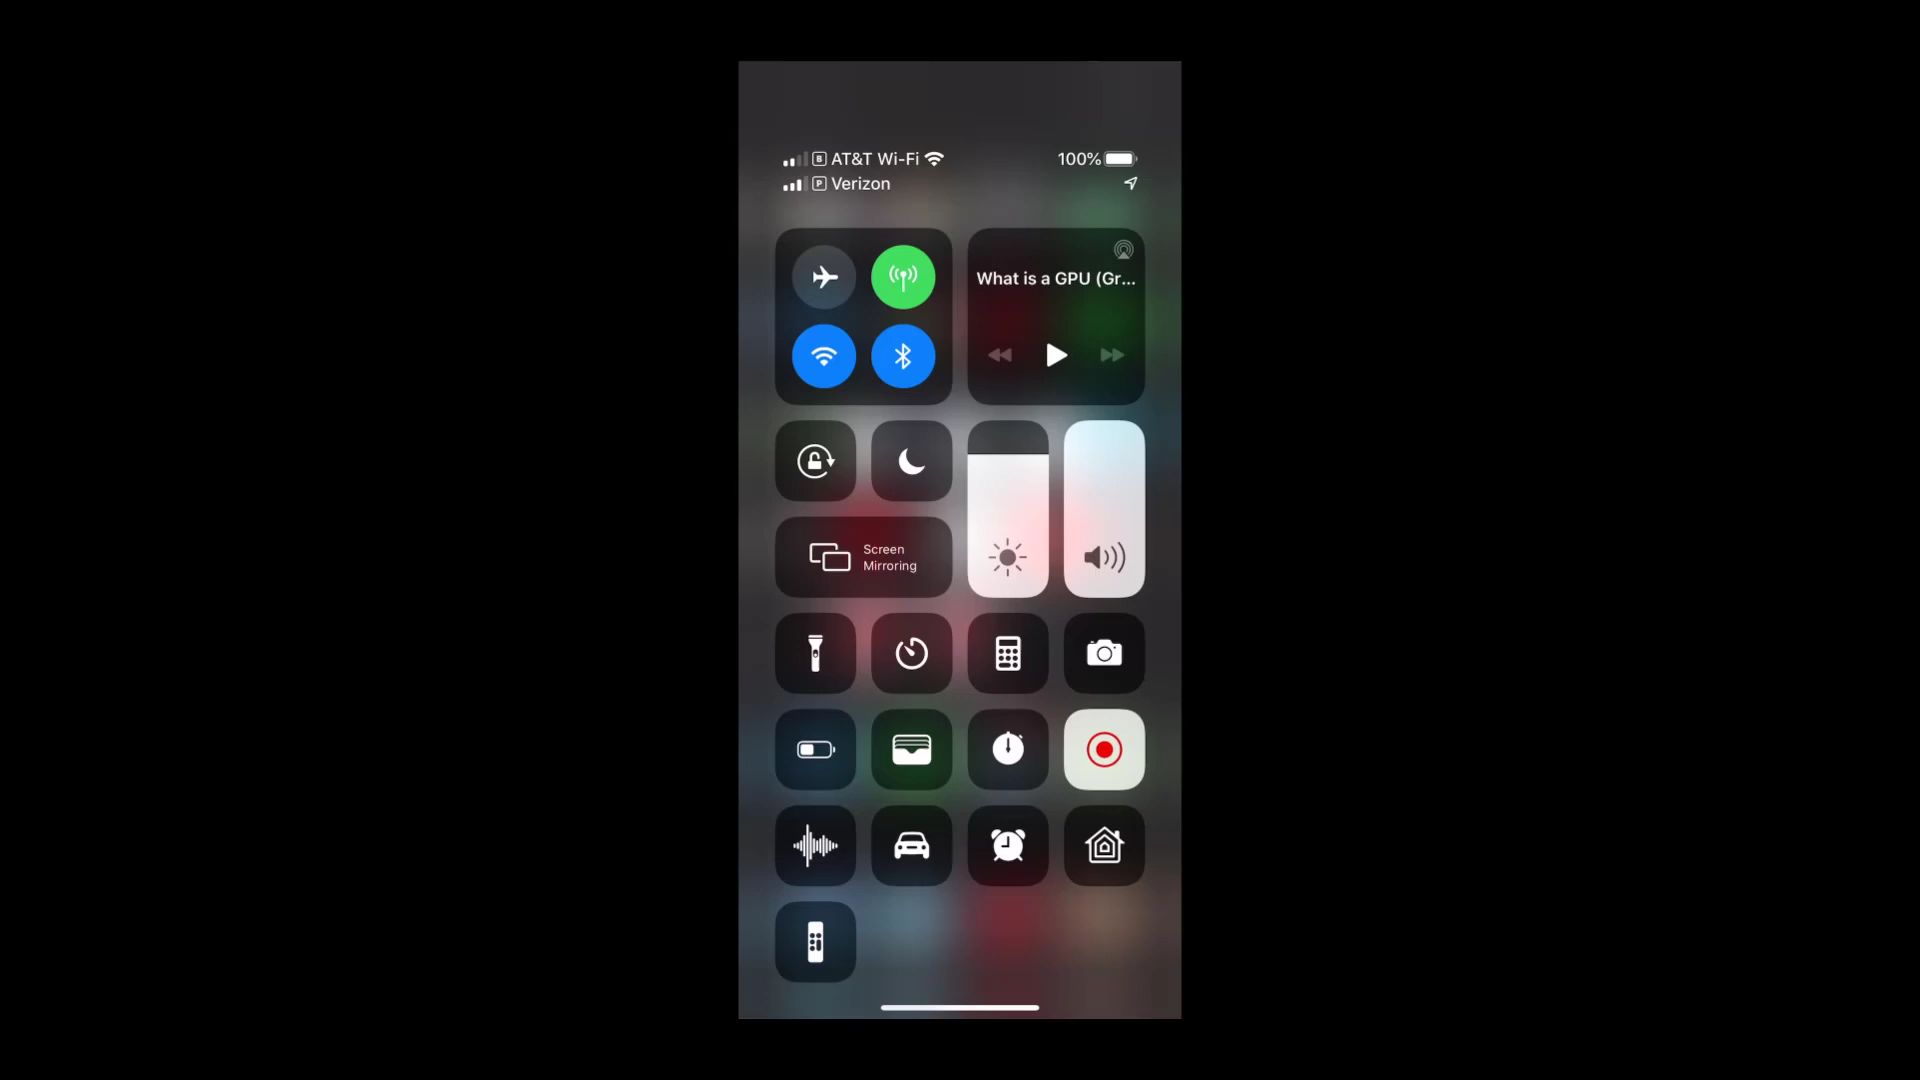 B AT&T Wi-Fi 100%
P Verizon
What is a GPU (Gr...
Screen
Mirroring